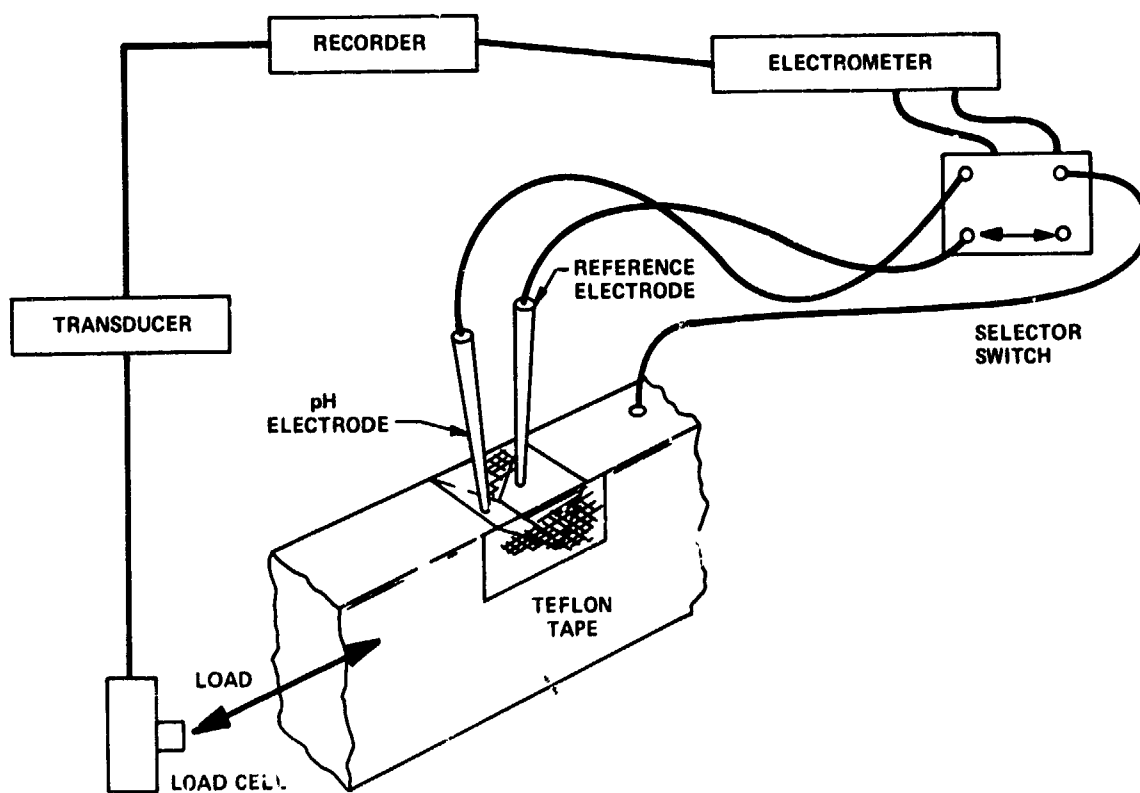 RECORDER
ELECTROMETER
REFERENCE
ELECTRODE
TRANSDUCER
SELECTOR
SWITCH
pH
ELECTRODE
TEFLON
TAPE
LOAD
LOAD CELL